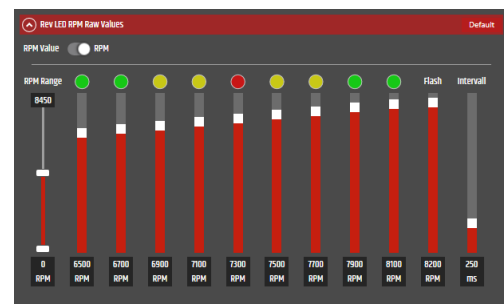 Rev LED RPM Raw Values Default
RPM Value RPM
RPM Range Flash Intervall
8450
0 6500 6700 6900 7100 7300 7500 7700 7900 8100 8200 250
RPM RPM RPM RPM RPM RPM RPM RPM RPM RPM RPM ms